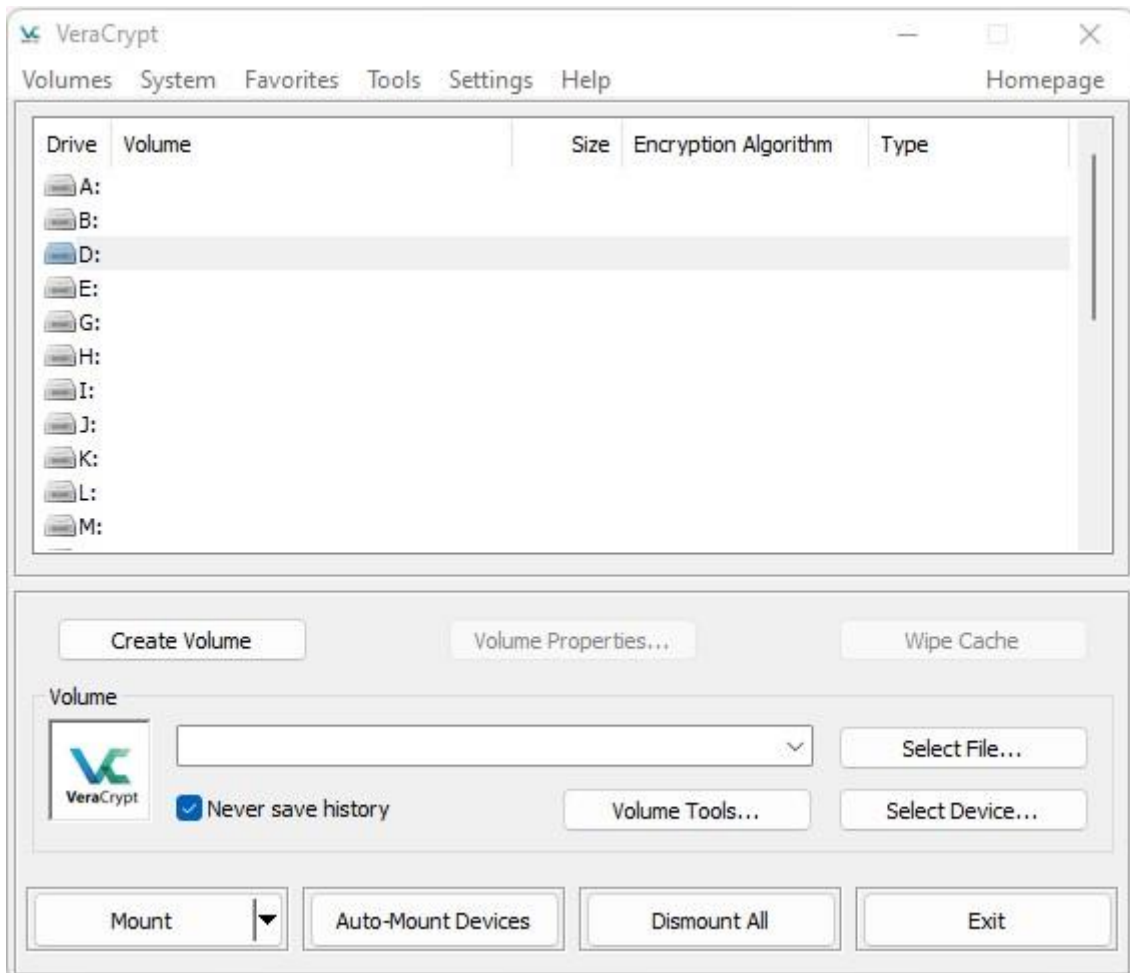 VeraCrypt
Volumes System Favorites Tools Settings Help Homepage
Drive Volume Size Encryption Algorithm Type
A:
B:
D:
E:
G:
H:
I:
J:
K:
L:
M:
Create Volume Volume Properties... Wipe Cache
Volume
Select File...
VeraCrypt
Never save history Volume Tools... Select Device...
Mount Auto-Mount Devices Dismount All Exit